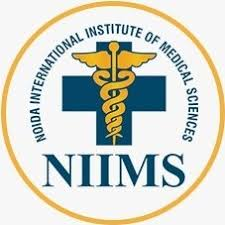 NOIDA INTERNATIONAL INSTITUTE OF MEDICAL SCIENCES
NIIMS